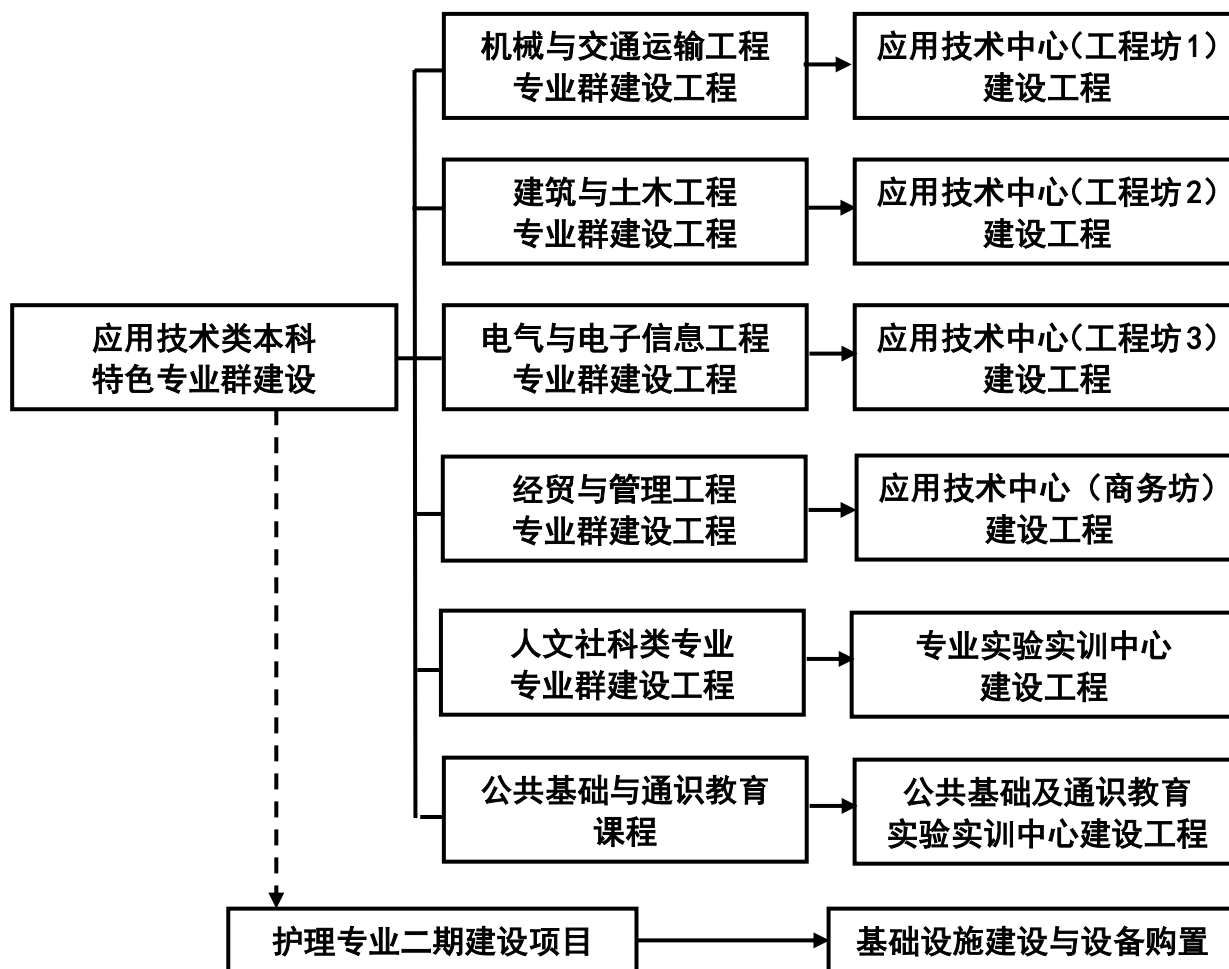 机械与交通运输工程
专业群建设工程
应用技术中心（工程坊1）
建设工程
建筑与土木工程
专业群建设工程
应用技术中心（工程坊2）
建设工程
应用技术类本科
特色专业群建设
电气与电子信息工程
专业群建设工程
应用技术中心（工程坊3）
建设工程
经贸与管理工程
专业群建设工程
应用技术中心（商务坊）
建设工程
人文社科类专业
专业群建设工程
专业实验实训中心
建设工程
公共基础与通识教育
课程
公共基础及通识教育
实验实训中心建设工程
护理专业二期建设项目
基础设施建设与设备购置